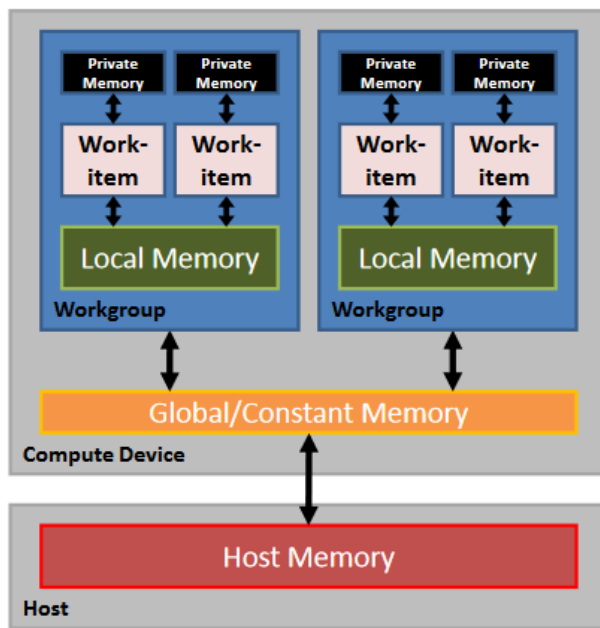 Private
Memory
Private
Memory
Private
Memory
Private
Memory
Work-
item
Work-
item
Work-
item
Work-
item
Local Memory
Local Memory
Workgroup
Workgroup
Global/Constant Memory
Compute Device
Host Memory
Host